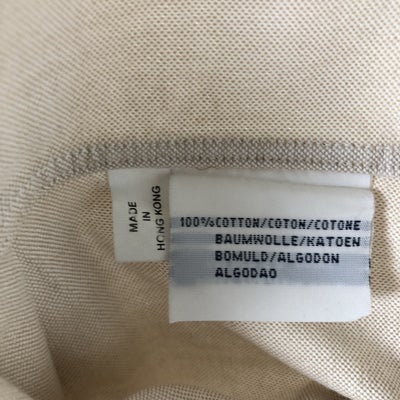 MADE
IN
HONG KONG
100%COTTON/COTON/COTONE
BAUMWOLLE/KATOEN
BOMULD/ALGODON
ALGODAO